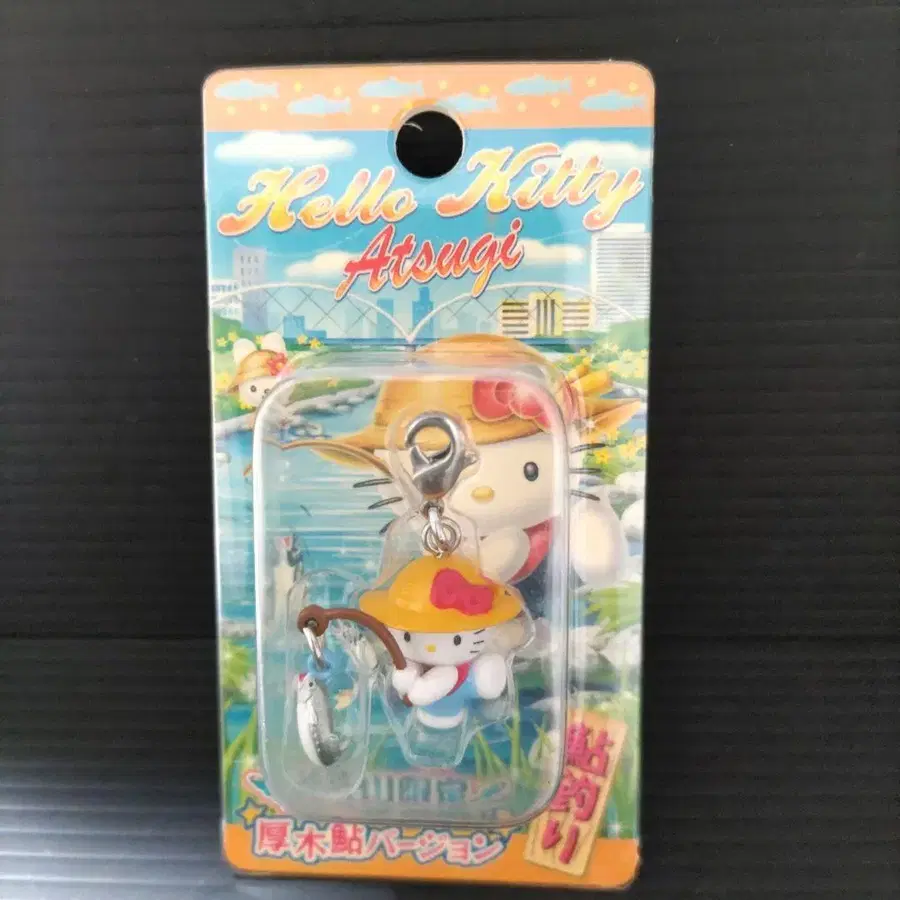 Hello Kitty
Atsugi
鮎釣り
厚木鮎バージョン